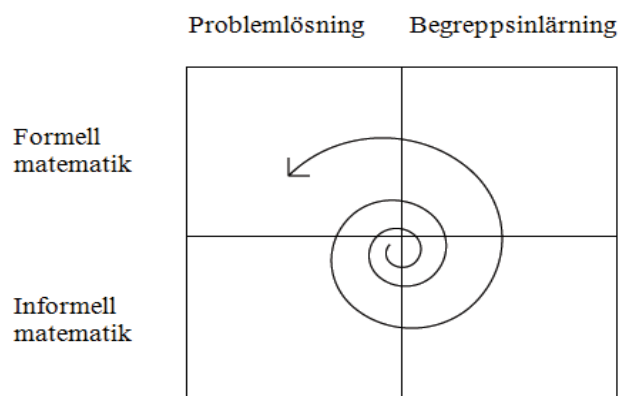 Problemlösning Begreppsinlärning
Formell
matematik
Informell
matematik